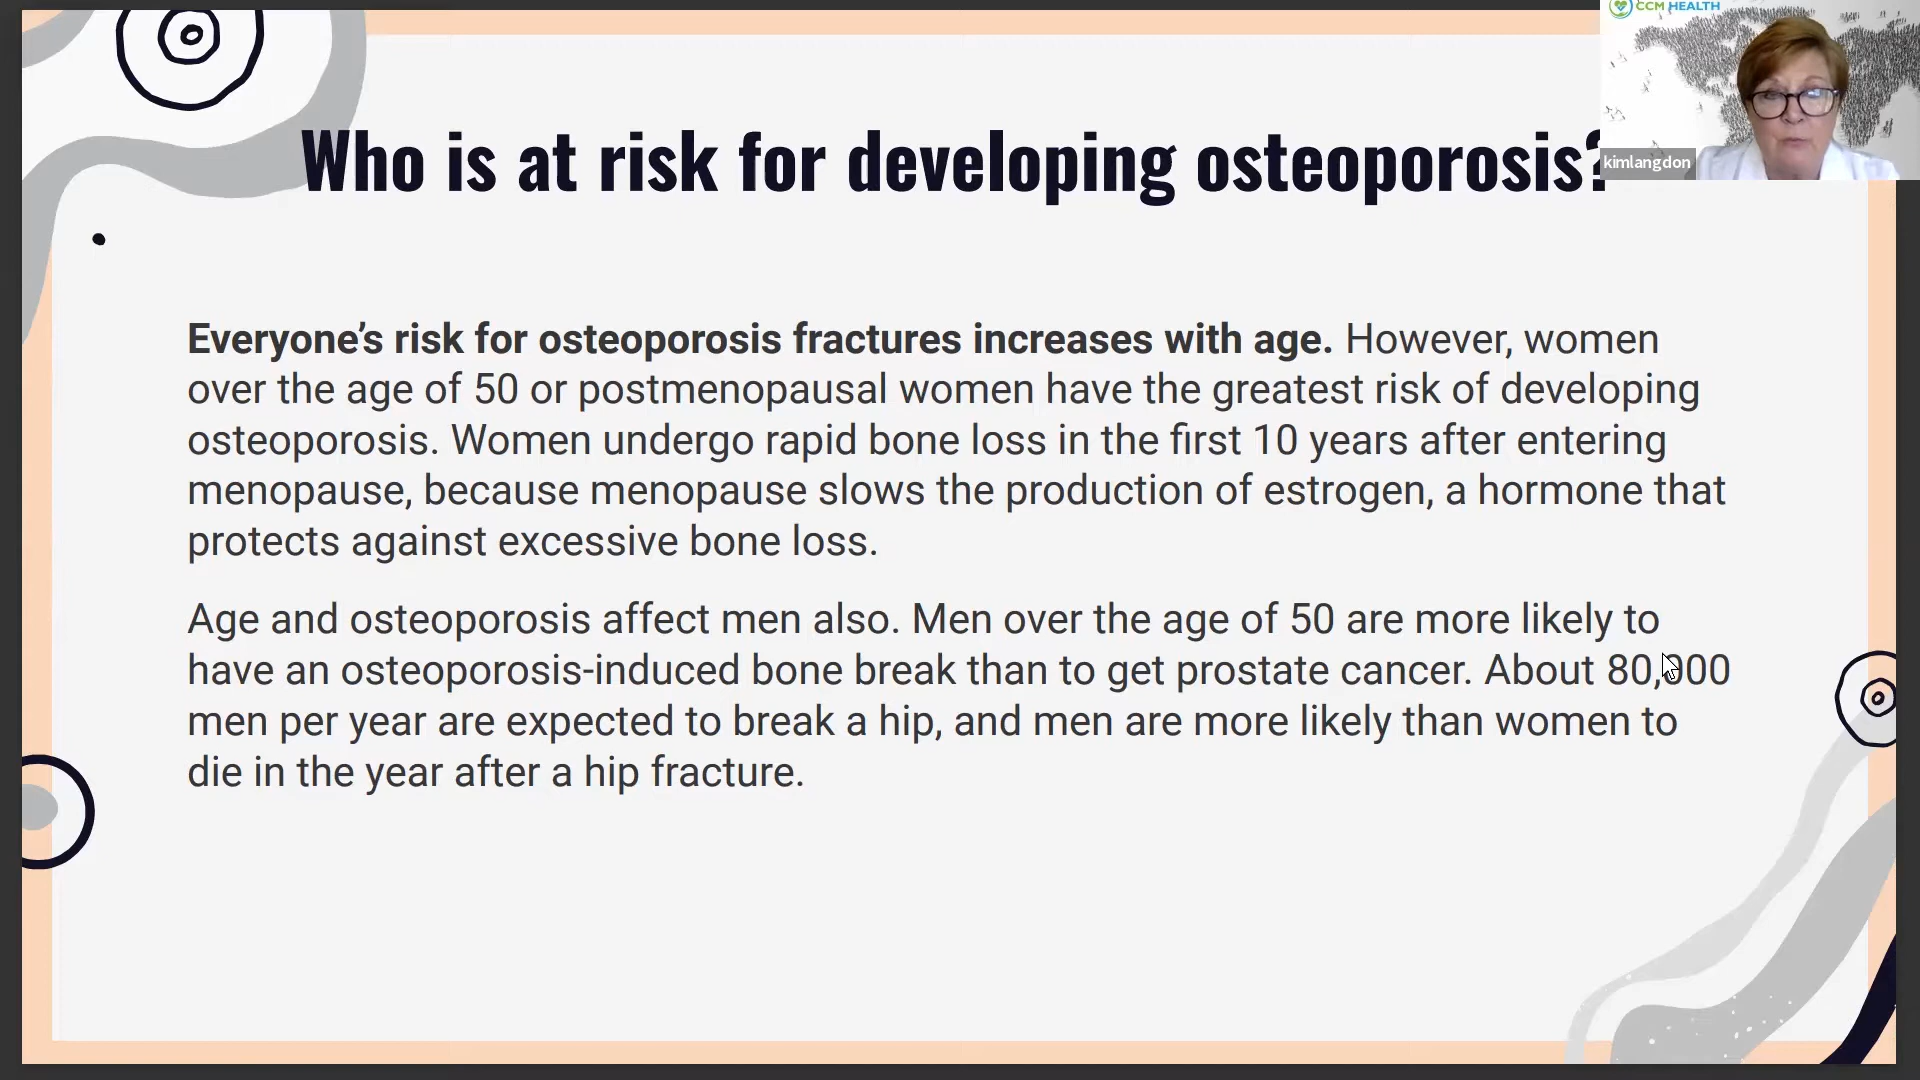 CCM HEALTH
kimlangdon
Who is at risk for developing osteoporosis?
Everyone’s risk for osteoporosis fractures increases with age. However, women
over the age of 50 or postmenopausal women have the greatest risk of developing
osteoporosis. Women undergo rapid bone loss in the first 10 years after entering
menopause, because menopause slows the production of estrogen, a hormone that
protects against excessive bone loss.
Age and osteoporosis affect men also. Men over the age of 50 are more likely to
have an osteoporosis-induced bone break than to get prostate cancer. About 80,000
men per year are expected to break a hip, and men are more likely than women to
die in the year after a hip fracture.